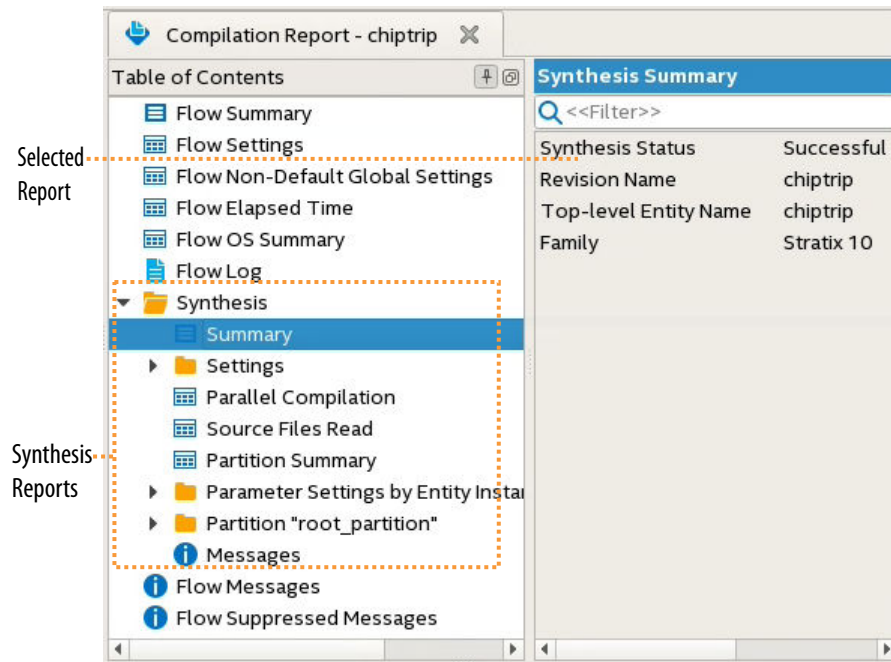 Compilation Report - chiptrip
Table of Contents
Flow Summary
Flow Settings
Flow Non-Default Global Settings
Flow Elapsed Time
Flow OS Summary
Flow Log
Synthesis
Summary
Settings
Parallel Compilation
Source Files Read
Partition Summary
Parameter Settings by Entity Instar
Partition "root_partition"
Messages
Flow Messages
Flow Suppressed Messages
Synthesis Summary
<<Filter>>
Synthesis Status Successful
Revision Name chiptrip
Top-level Entity Name chiptrip
Family Stratix 10
Selected
Report
Synthesis
Reports